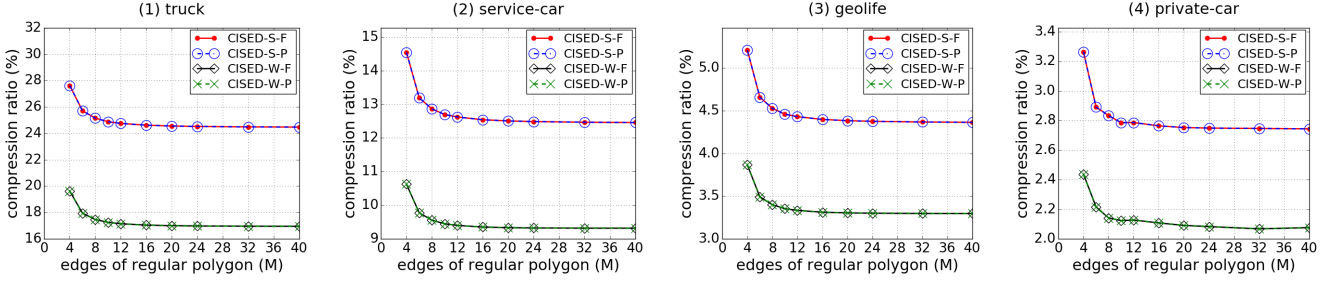 (1) truck
compression ratio (%)
32
30
28
26
24
22
20
18
16
CISED-S-F
CISED-S-P
CISED-W-F
CISED-W-P
0 4 8 12 16 20 24 28 32 36 40
edges of regular polygon (M)
(2) service-car
compression ratio (%)
15
14
13
12
11
10
9
CISED-S-F
CISED-S-P
CISED-W-F
CISED-W-P
0 4 8 12 16 20 24 28 32 36 40
edges of regular polygon (M)
(3) geolife
compression ratio (%)
5.0
4.5
4.0
3.5
3.0
CISED-S-F
CISED-S-P
CISED-W-F
CISED-W-P
0 4 8 12 16 20 24 28 32 36 40
edges of regular polygon (M)
(4) private-car
compression ratio (%)
3.4
3.2
3.0
2.8
2.6
2.4
2.2
2.0
CISED-S-F
CISED-S-P
CISED-W-F
CISED-W-P
0 4 8 12 16 20 24 28 32 36 40
edges of regular polygon (M)